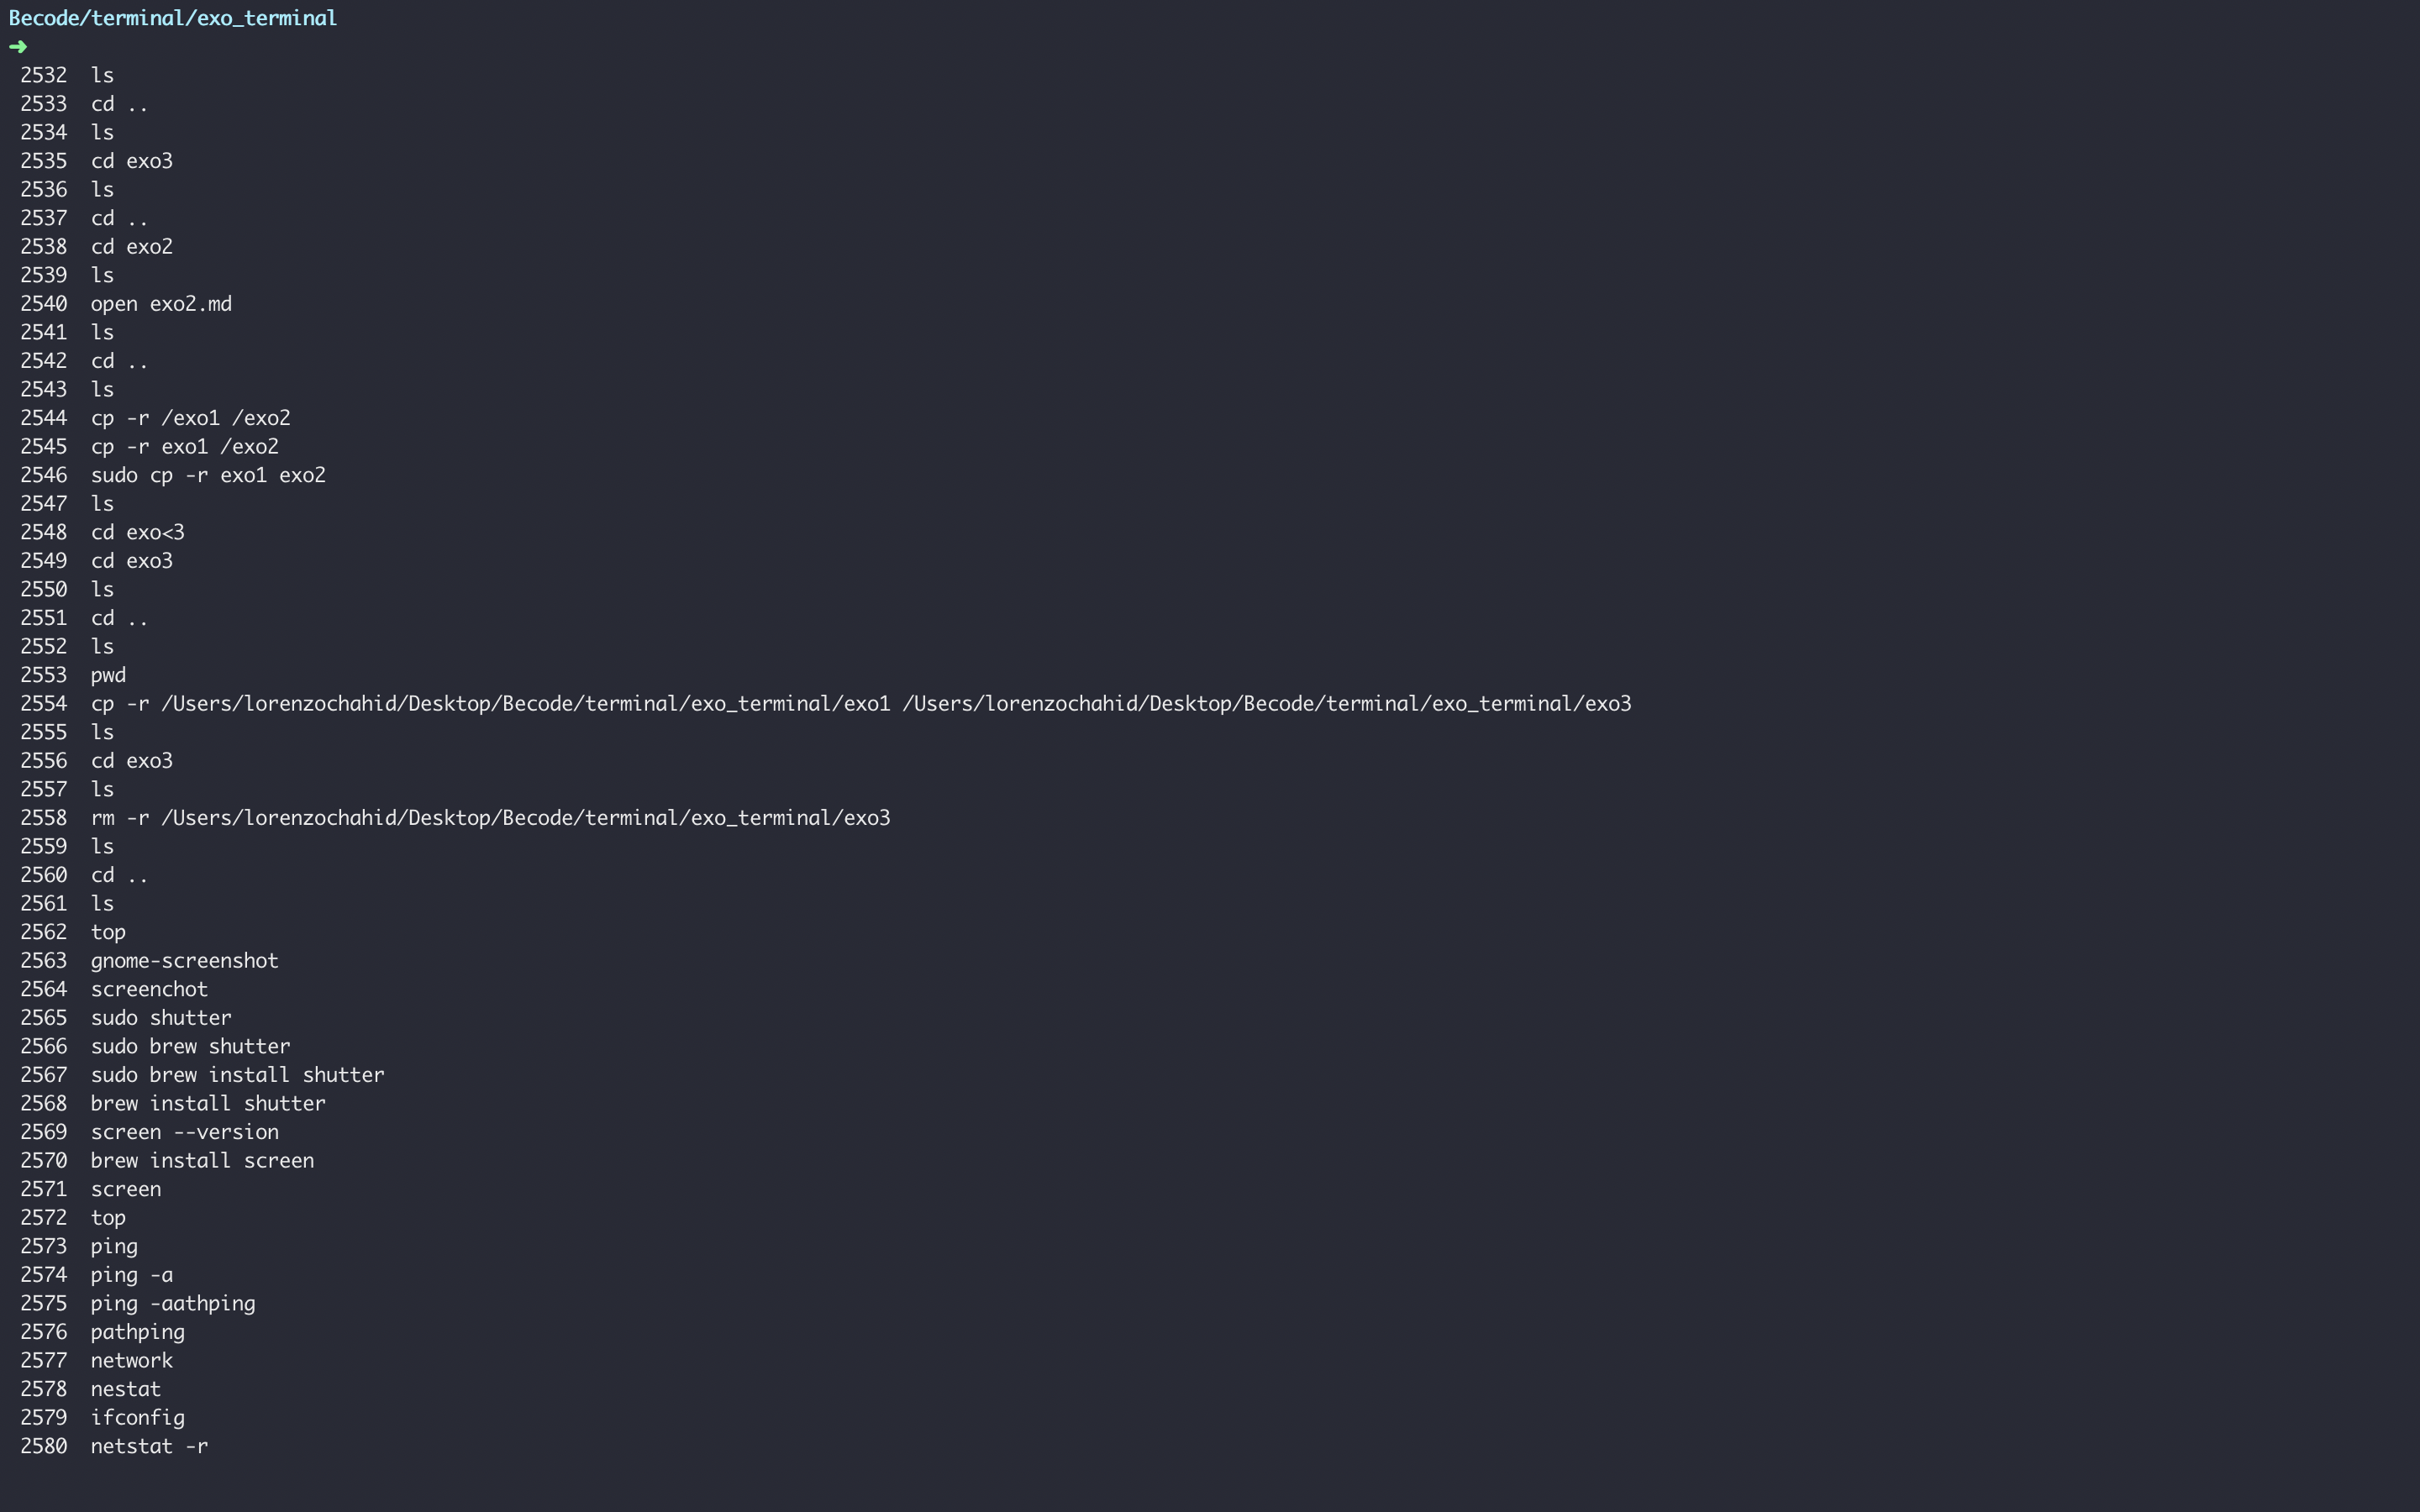 Becode/terminal/exo_terminal
➜
2532 ls
2533 cd ..
2534 ls
2535 cd exo3
2536 ls
2537 cd ..
2538 cd exo2
2539 ls
2540 open exo2.md
2541 ls
2542 cd ..
2543 ls
2544 cp -r /exo1 /exo2
2545 cp -r exo1 /exo2
2546 sudo cp -r exo1 exo2
2547 ls
2548 cd exo<3
2549 cd exo3
2550 ls
2551 cd ..
2552 ls
2553 pwd
2554 cp -r /Users/lorenzochahid/Desktop/Becode/terminal/exo_terminal/exo1 /Users/lorenzochahid/Desktop/Becode/terminal/exo_terminal/exo3
2555 ls
2556 cd exo3
2557 ls
2558 rm -r /Users/lorenzochahid/Desktop/Becode/terminal/exo_terminal/exo3
2559 ls
2560 cd ..
2561 ls
2562 top
2563 gnome-screenshot
2564 screenchot
2565 sudo shutter
2566 sudo brew shutter
2567 sudo brew install shutter
2568 brew install shutter
2569 screen --version
2570 brew install screen
2571 screen
2572 top
2573 ping
2574 ping -a
2575 ping -aathping
2576 pathping
2577 network
2578 nestat
2579 ifconfig
2580 netstat -r